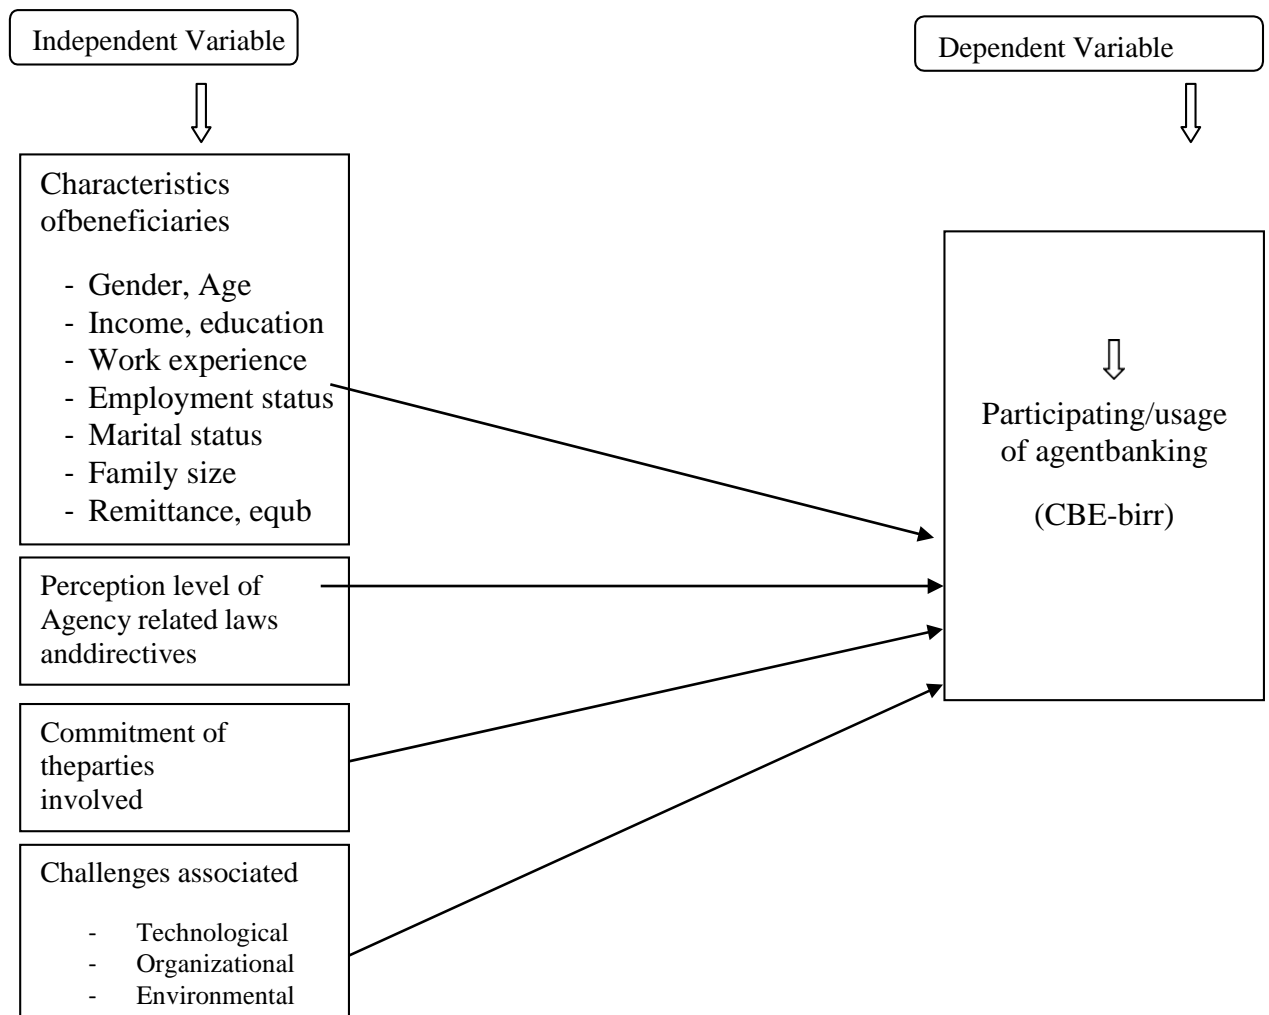 Independent Variable
Dependent Variable
Characteristics
ofbeneficiaries
- Gender, Age
- Income, education
- Work experience
- Employment status
- Marital status
- Family size
- Remittance, equb
Perception level of
Agency related laws
anddirectives
Commitment of
theparties
involved
Challenges associated
- Technological
- Organizational
- Environmental
Participating/usage
of agentbanking
(CBE-birr)